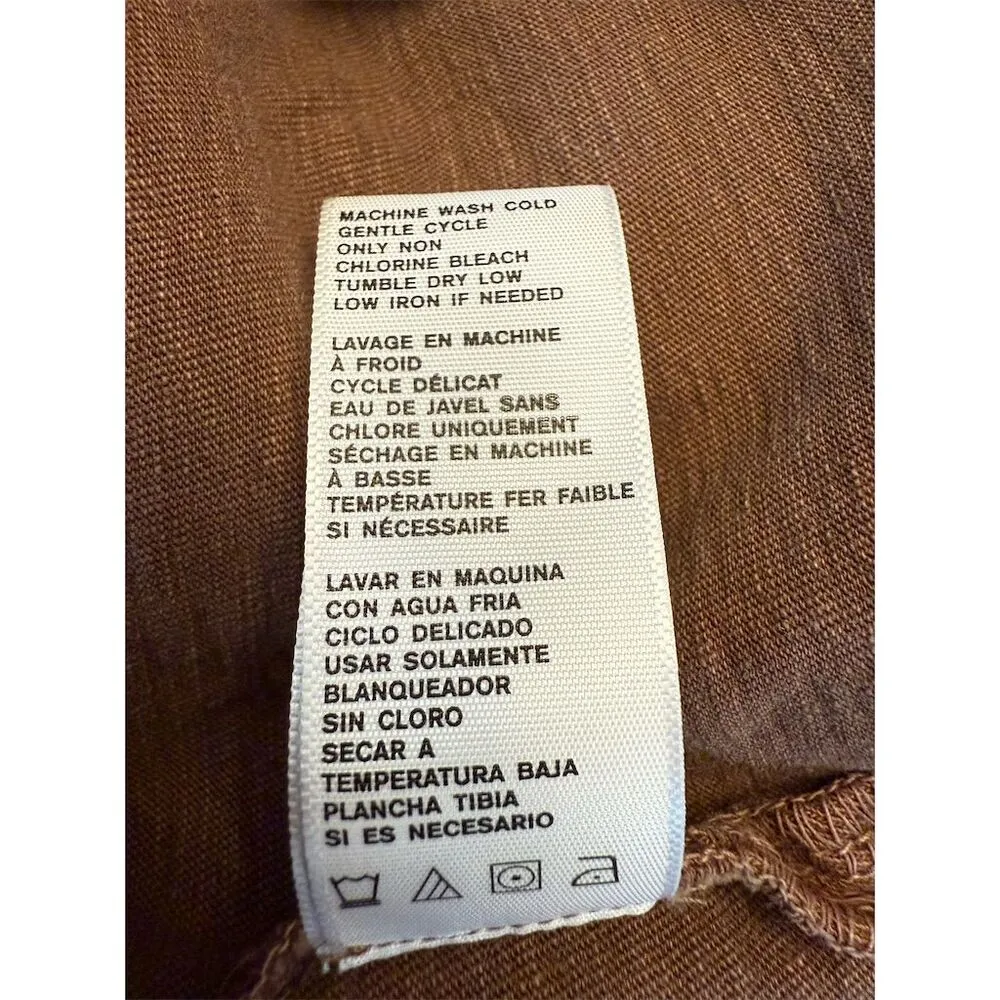 MACHINE WASH COLD
GENTLE CYCLE
ONLY NON
CHLORINE BLEACH
TUMBLE DRY LOW
LOW IRON IF NEEDED
LAVAGE EN MACHINE
À FROID
CYCLE DÉLICAT
EAU DE JAVEL SANS
CHLORE UNIQUEMENT
SÉCHAGE EN MACHINE
À BASSE
TEMPÉRATURE FER FAIBLE
SI NÉCESSAIRE
LAVAR EN MAQUINA
CON AGUA FRIA
CICLO DELICADO
USAR SOLAMENTE
BLANQUEADOR
SIN CLORO
SECAR A
TEMPERATURA BAJA
PLANCHA TIBIA
SI ES NECESARIO